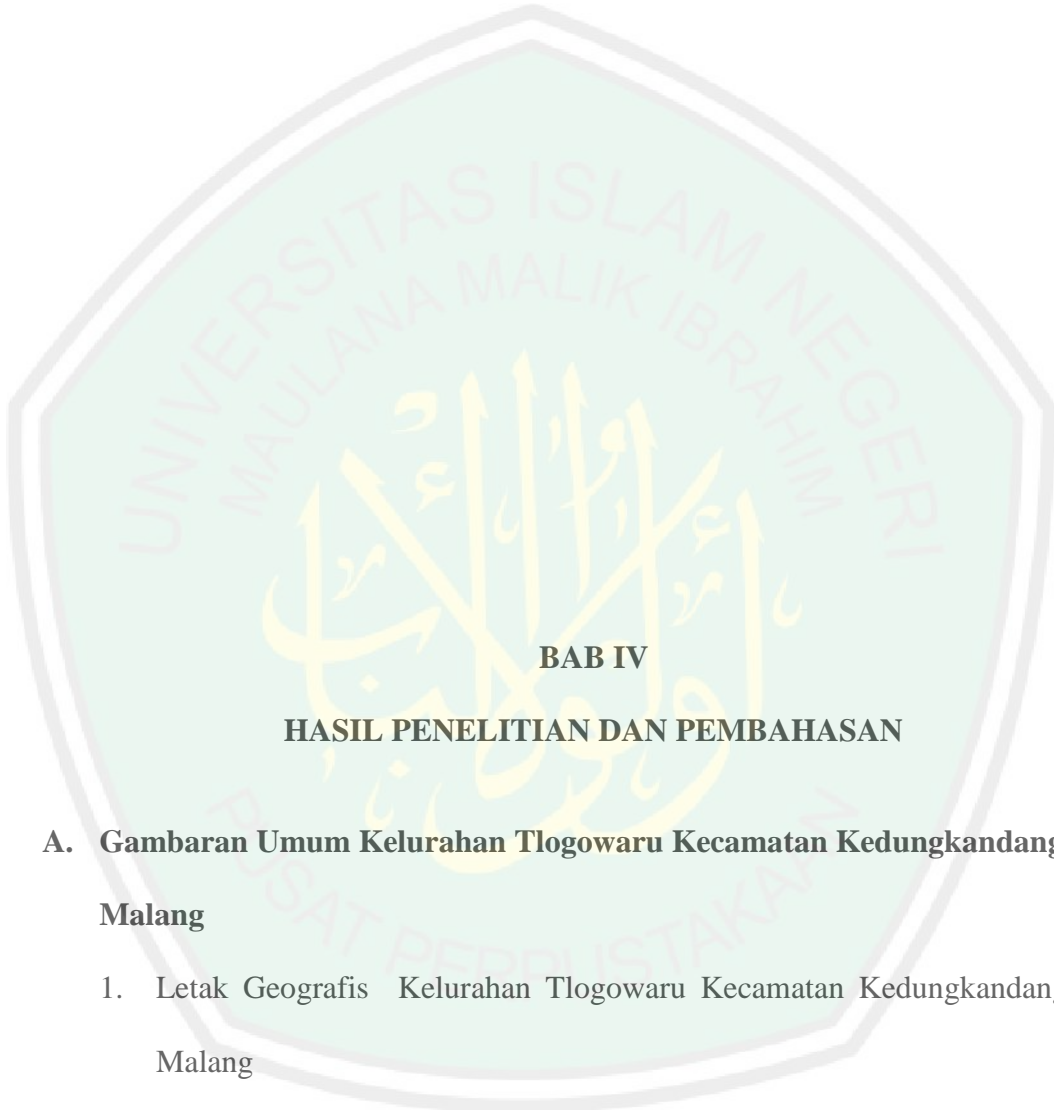 UNIVERSITAS ISLAM NEGERI
MAULANA MALIK IBRAHIM
BAB IV
HASIL PENELITIAN DAN PEMBAHASAN
A. Gambaran Umum Kelurahan Tlogowaru Kecamatan Kedungkandang
Malang
1. Letak Geografis Kelurahan Tlogowaru Kecamatan Kedungkandang
Malang
PUSAT PERPUSTAKAAN